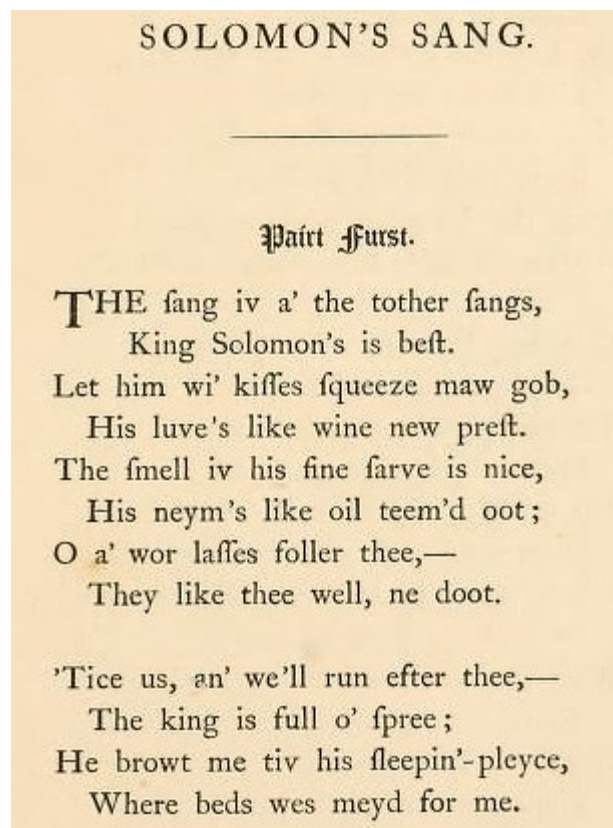 SOLOMON'S SANG.
Pairt Furst.
THE ſang iv a' the tother ſangs,
King Solomon's is beſt.
Let him wi' kiſſes ſqueeze maw gob,
His luve's like wine new preſt.
The ſmell iv his fine ſarve is nice,
His neym's like oil teem'd oot;
O a' wor laſſes foller thee,—
They like thee well, ne doot.
'Tice us, an' we'll run efter thee,—
The king is full o' ſpree;
He browt me tiv his ſleepin'-pleyce,
Where beds wes meyd for me.